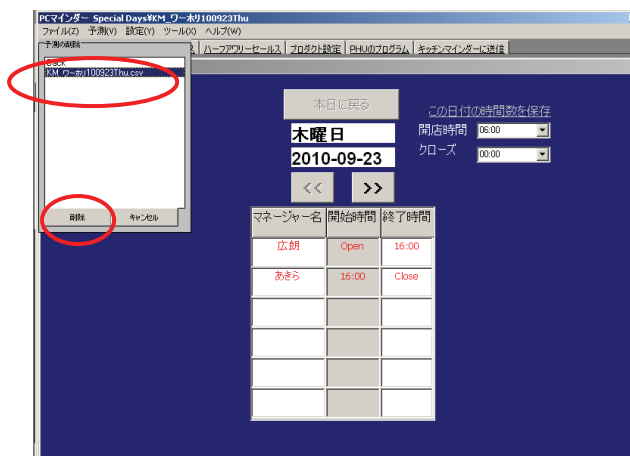 PCマインダー Special Days¥KM_ワーホリ100923Thu
ファイル(Z) 予測(V) 設定(Y) ツール(X) ヘルプ(W)
予測の削除
ハーフアワリーセールス プロダクト設定 PHUのプログラム キッチンマインダーに送信
Back
KM_ワーホリ100923Thu.csv
本日に戻る
この日付の時間数を保存
木曜日
開店時間 06:00
2010-09-23
クローズ 00:00
<< >>
削除 キャンセル
マネージャー名 開始時間 終了時間
広朗 Open 16:00
あきら 16:00 Close